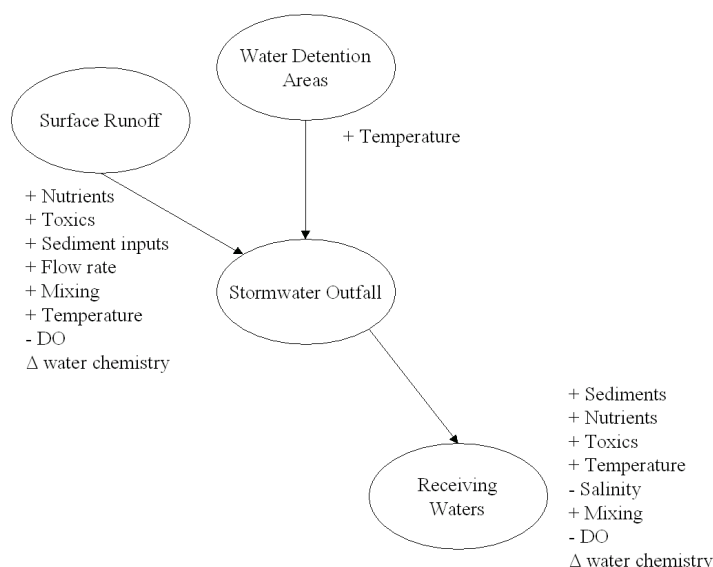 Water Detention
Areas
Surface Runoff
+ Temperature
+ Nutrients
+ Toxics
+ Sediment inputs
+ Flow rate
+ Mixing
+ Temperature
- DO
Δ water chemistry
Stormwater Outfall
+ Sediments
+ Nutrients
+ Toxics
+ Temperature
- Salinity
+ Mixing
- DO
Δ water chemistry
Receiving
Waters